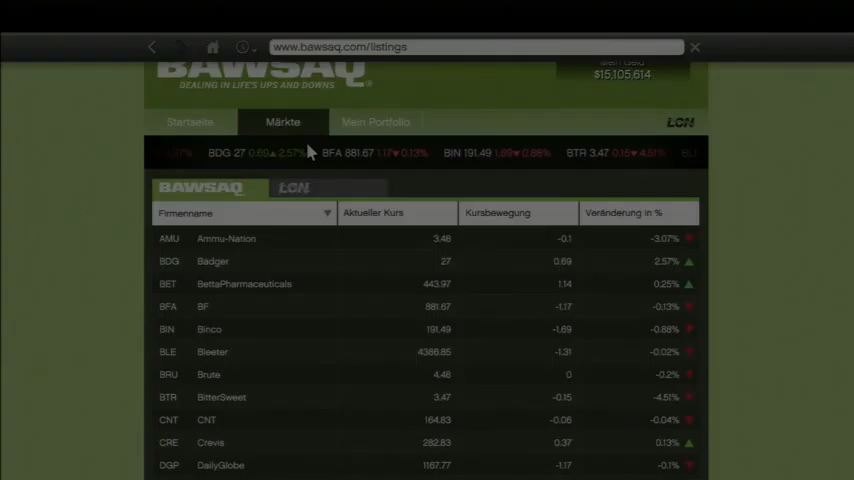 www.bawsaq.com/listings
BAWSAQ
DEALING IN LIFE'S UPS AND DOWNS
Mein Geld
$15,105,614
Startseite Märkte Mein Portfolio LCN
BDG 27 0.69 2.57% BFA 881.67 1.17 0.13% BIN 191.49 1.69 0.88% BTR 3.47 0.15 4.51%
BAWSAQ LCN
Firmenname Aktueller Kurs Kursbewegung Veränderung in %
AMU Ammu-Nation 3.48 -0.1 -3.07%
BDG Badger 27 0.69 2.57%
BET BettaPharmaceuticals 443.97 1.14 0.25%
BFA BF 881.67 -1.17 -0.13%
BIN Binco 191.49 -1.69 -0.88%
BLE Bleeter 4386.85 -1.31 -0.02%
BRU Brute 4.48 0 -0.2%
BTR BitterSweet 3.47 -0.15 -4.51%
CNT CNT 164.83 -0.06 -0.04%
CRE Crevis 282.83 0.37 0.13%
DGP DailyGlobe 1167.77 -1.17 -0.1%